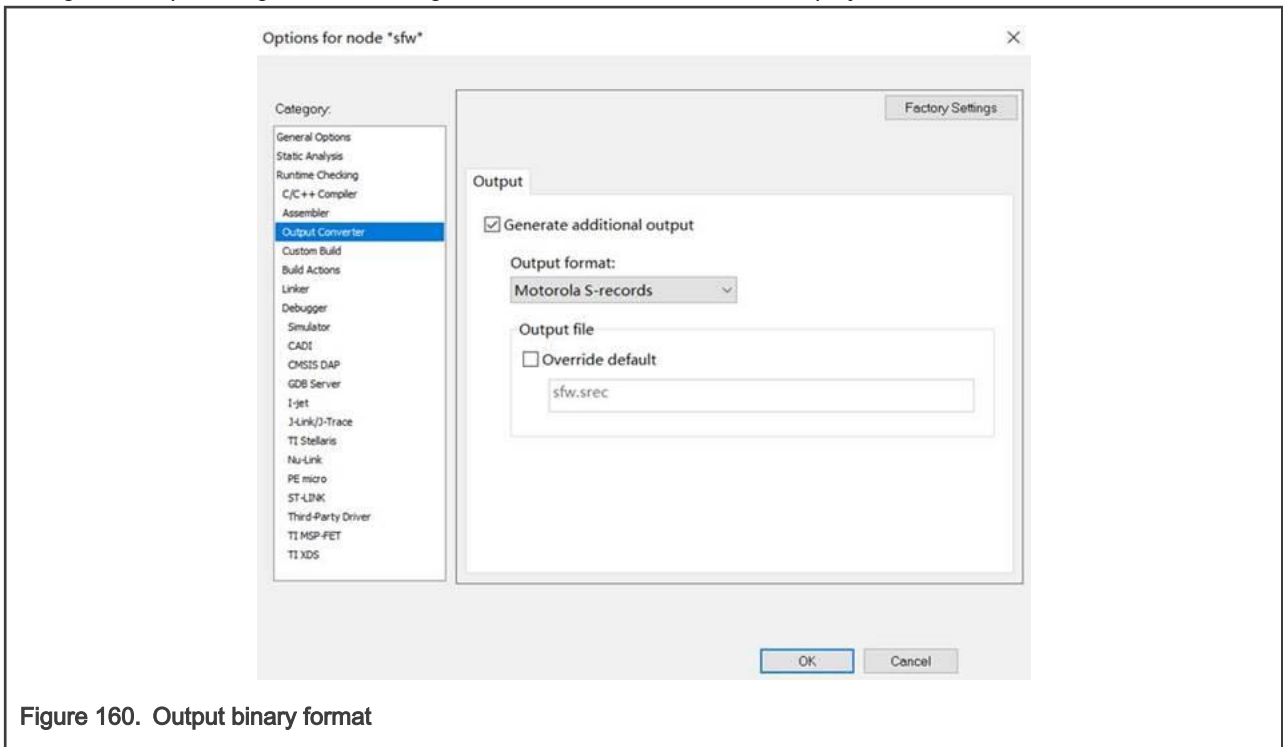 Options for node "sfw"
Category:
Factory Settings
General Options
Static Analysis
Runtime Checking
C/C++ Compiler
Assembler
Output Converter
Custom Build
Build Actions
Linker
Debugger
Simulator
CADI
CMSIS DAP
GDB Server
I-jet
J-Link/J-Trace
TI Stellaris
Nu-Link
PE micro
ST-LINK
Third-Party Driver
TI MSP-FET
TI XDS
Output
Generate additional output
Output format:
Motorola S-records
Output file
Override default
sfw.srec
OK
Cancel
Figure 160. Output binary format